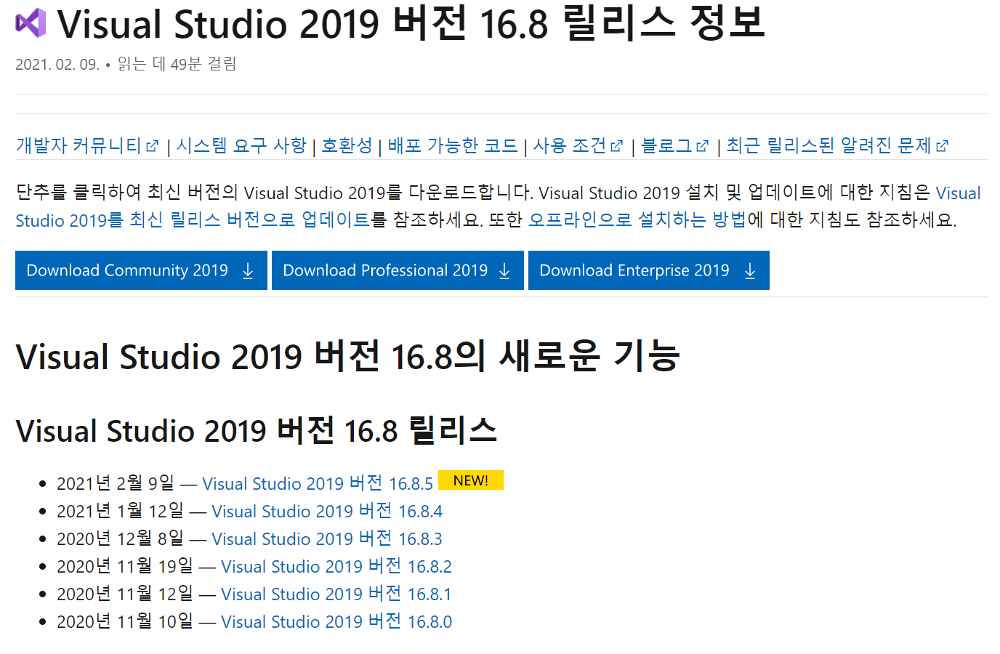 Visual Studio 2019 버전 16.8 릴리스 정보
2021. 02. 09. • 읽는 데 49분 걸림
개발자 커뮤니티 | 시스템 요구 사항 | 호환성 | 배포 가능한 코드 | 사용 조건 | 블로그 | 최근 릴리스된 알려진 문제
단추를 클릭하여 최신 버전의 Visual Studio 2019를 다운로드합니다. Visual Studio 2019 설치 및 업데이트에 대한 지침은 Visual
Studio 2019를 최신 릴리스 버전으로 업데이트를 참조하세요. 또한 오프라인으로 설치하는 방법에 대한 지침도 참조하세요.
Download Community 2019 Download Professional 2019 Download Enterprise 2019
Visual Studio 2019 버전 16.8의 새로운 기능
Visual Studio 2019 버전 16.8 릴리스
• 2021년 2월 9일 — Visual Studio 2019 버전 16.8.5 NEW!
• 2021년 1월 12일 — Visual Studio 2019 버전 16.8.4
• 2020년 12월 8일 — Visual Studio 2019 버전 16.8.3
• 2020년 11월 19일 — Visual Studio 2019 버전 16.8.2
• 2020년 11월 12일 — Visual Studio 2019 버전 16.8.1
• 2020년 11월 10일 — Visual Studio 2019 버전 16.8.0